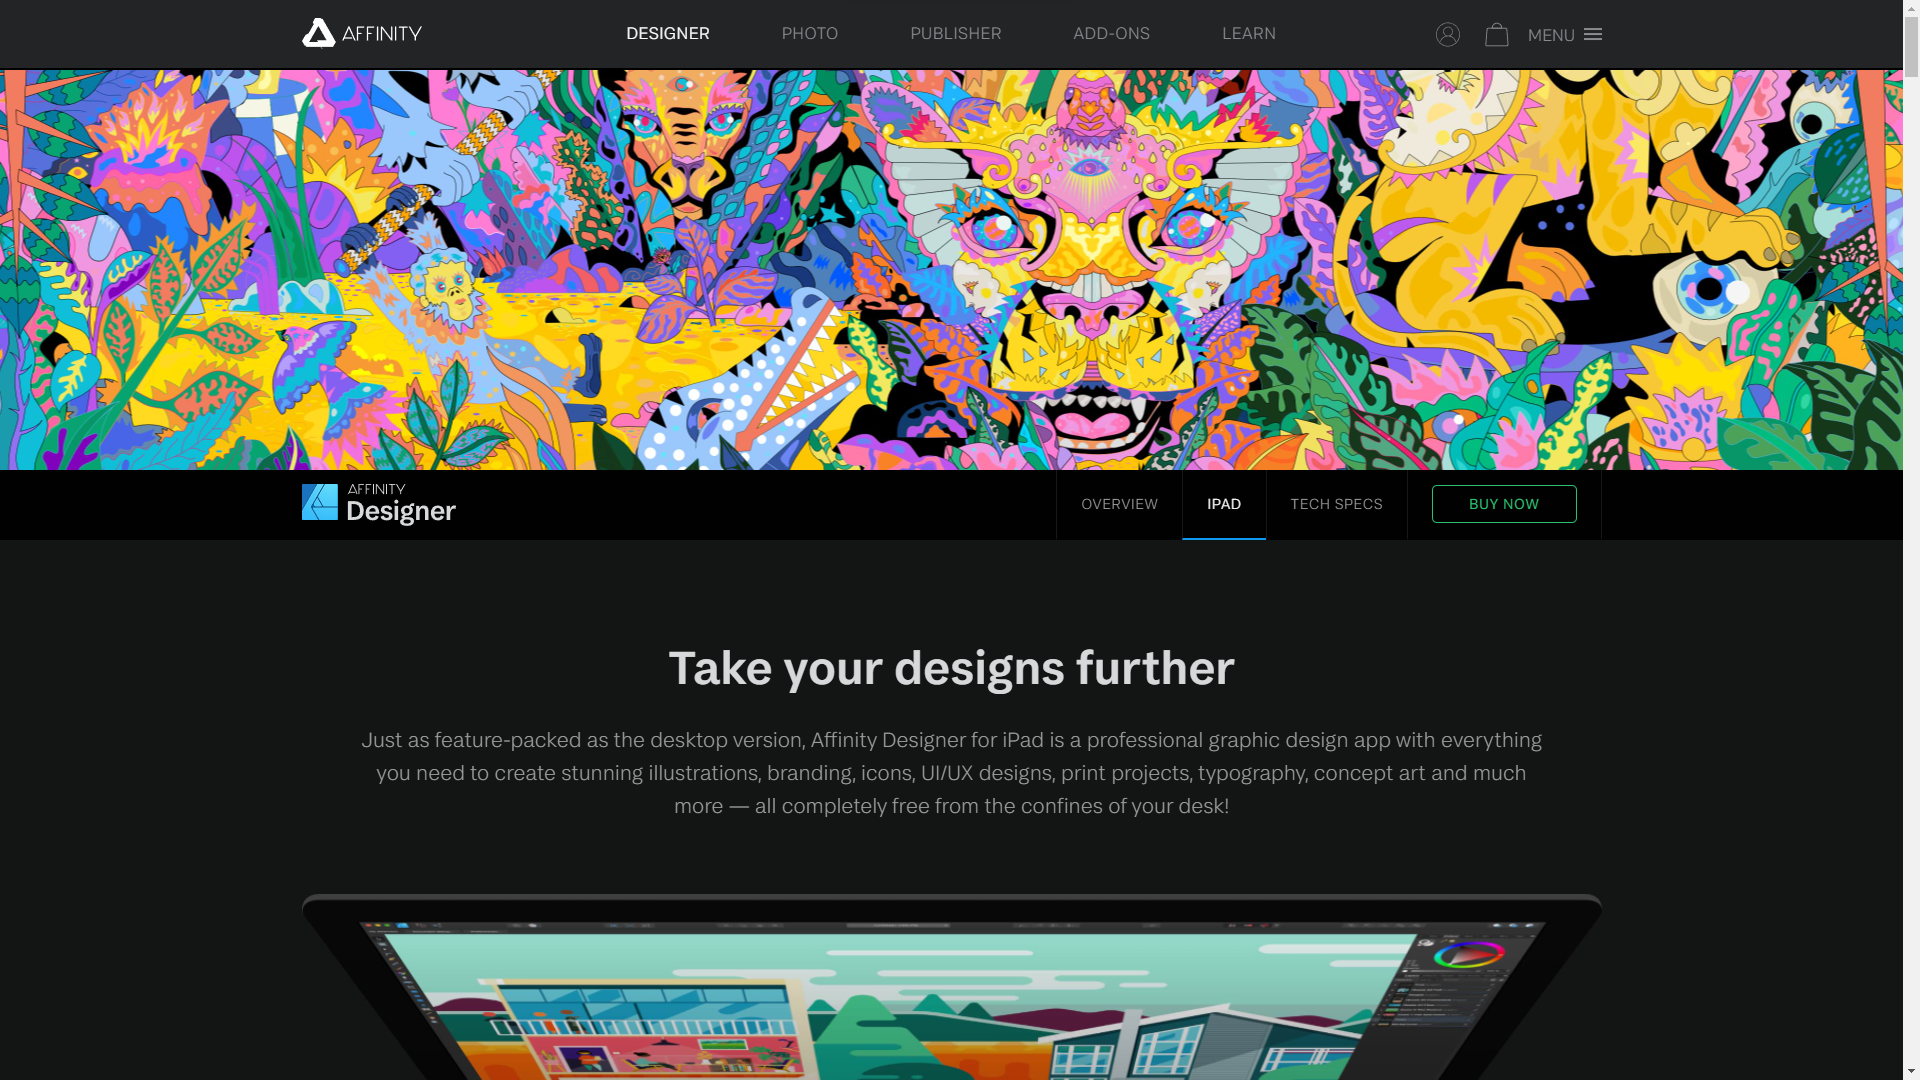 AFFINITY
DESIGNER
PHOTO
PUBLISHER
ADD-ONS
LEARN
MENU
AFFINITY
Designer
OVERVIEW
IPAD
TECH SPECS
BUY NOW
Take your designs further
Just as feature-packed as the desktop version, Affinity Designer for iPad is a professional graphic design app with everything
you need to create stunning illustrations, branding, icons, UI/UX designs, print projects, typography, concept art and much
more — all completely free from the confines of your desk!